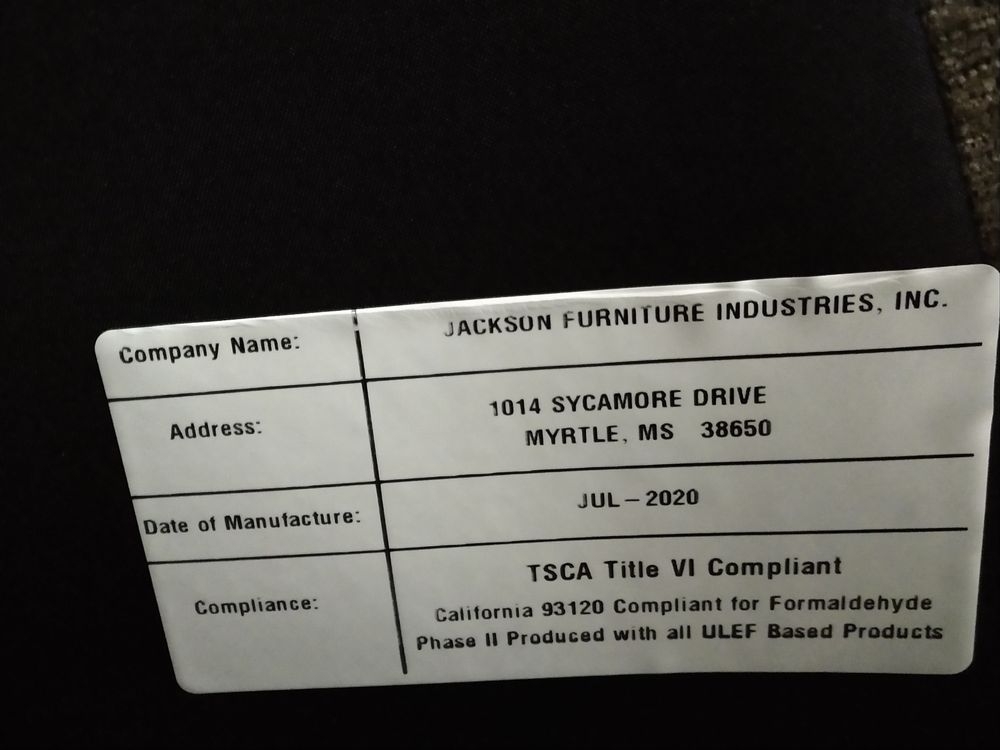 Company Name: JACKSON FURNITURE INDUSTRIES, INC.
Address: 1014 SYCAMORE DRIVE
MYRTLE, MS 38650
Date of Manufacture: JUL – 2020
Compliance: TSCA Title VI Compliant
California 93120 Compliant for Formaldehyde
Phase II Produced with all ULEF Based Products